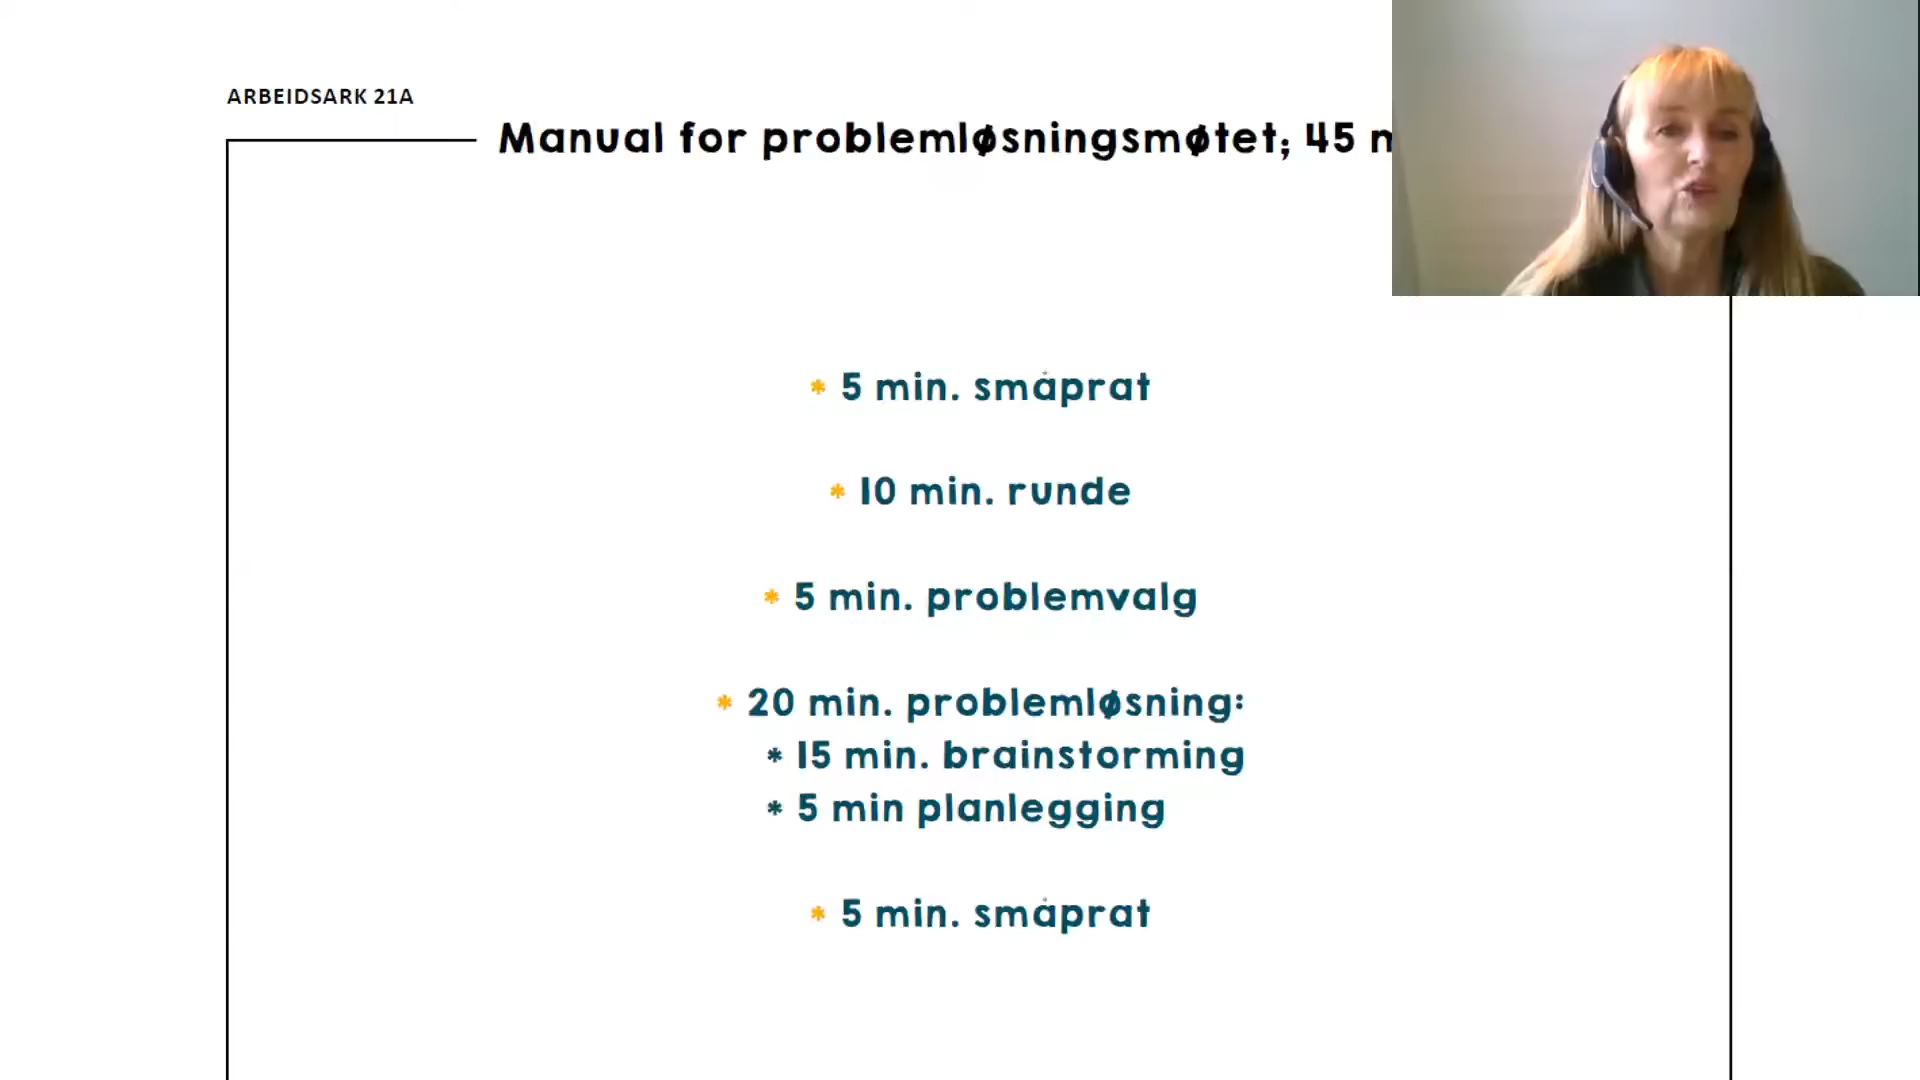 ARBEIDSARK 21A
Manual for problemløsningsmøtet; 45
* 5 min. småprat
* 10 min. runde
* 5 min. problemvalg
* 20 min. problemløsning:
* 15 min. brainstorming
* 5 min planlegging
* 5 min. småprat